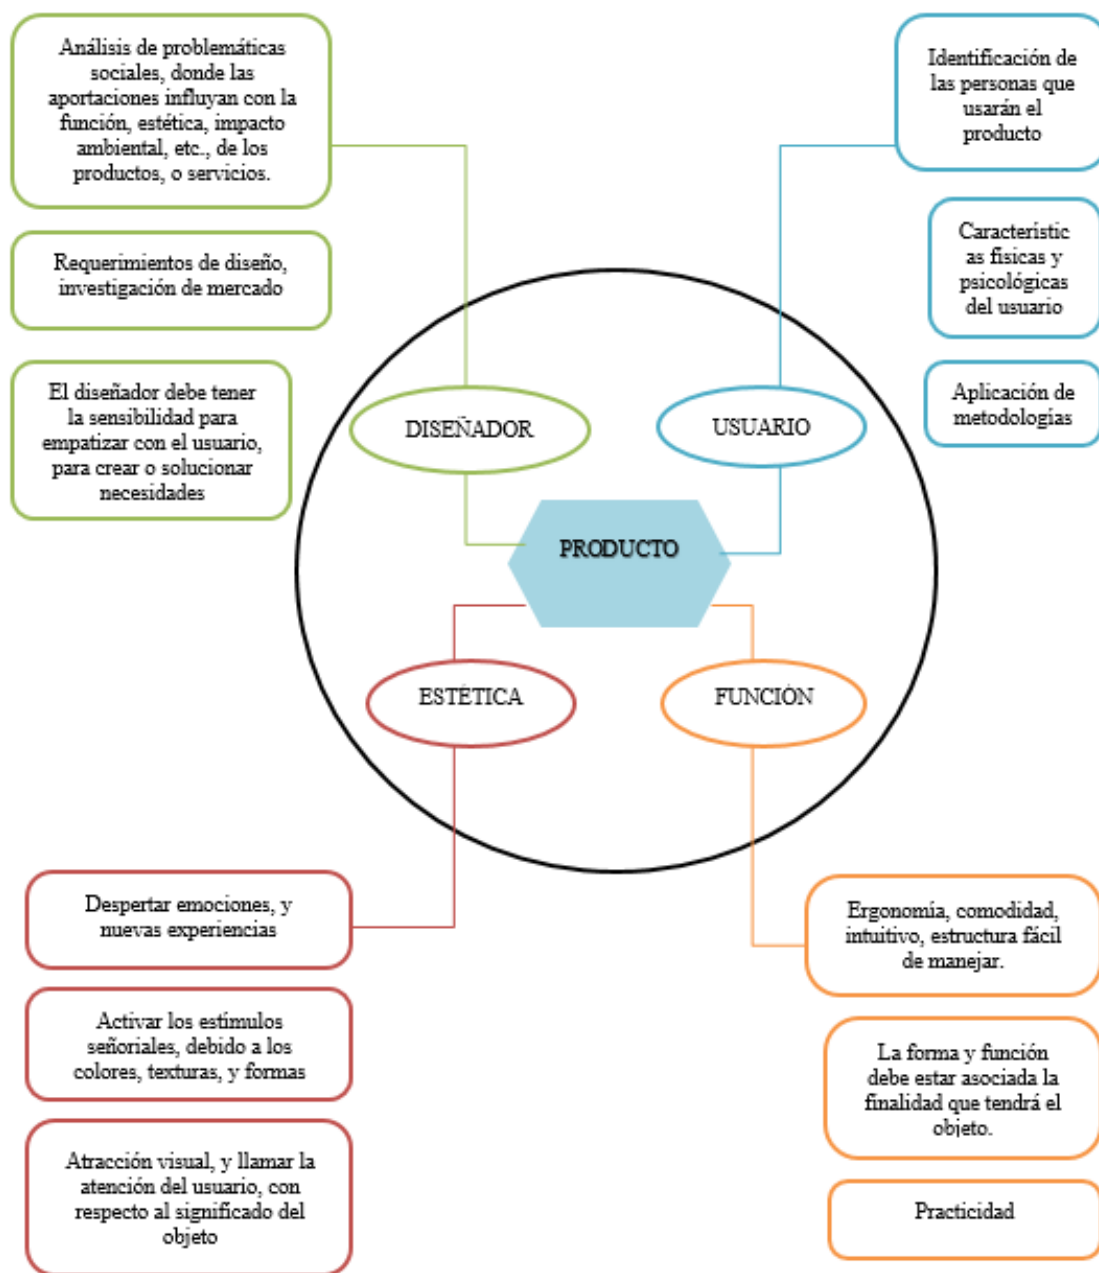 Análisis de problemáticas
sociales, donde las
aportaciones influyan con la
función, estética, impacto
ambiental, etc., de los
productos, o servicios.
Requerimientos de diseño,
investigación de mercado
El diseñador debe tener
la sensibilidad para
empatizar con el usuario,
para crear o solucionar
necesidades
Identificación de
las personas que
usarán el
producto
Característic
as físicas y
psicológicas
del usuario
Aplicación de
metodologías
DISEÑADOR
USUARIO
PRODUCTO
ESTÉTICA
FUNCIÓN
Despertar emociones, y
nuevas experiencias
Activar los estímulos
señoriales, debido a los
colores, texturas, y formas
Atracción visual, y llamar la
atención del usuario, con
respecto al significado del
objeto
Ergonomía, comodidad,
intuitivo, estructura fácil
de manejar.
La forma y función
debe estar asociada la
finalidad que tendrá el
objeto.
Practicidad